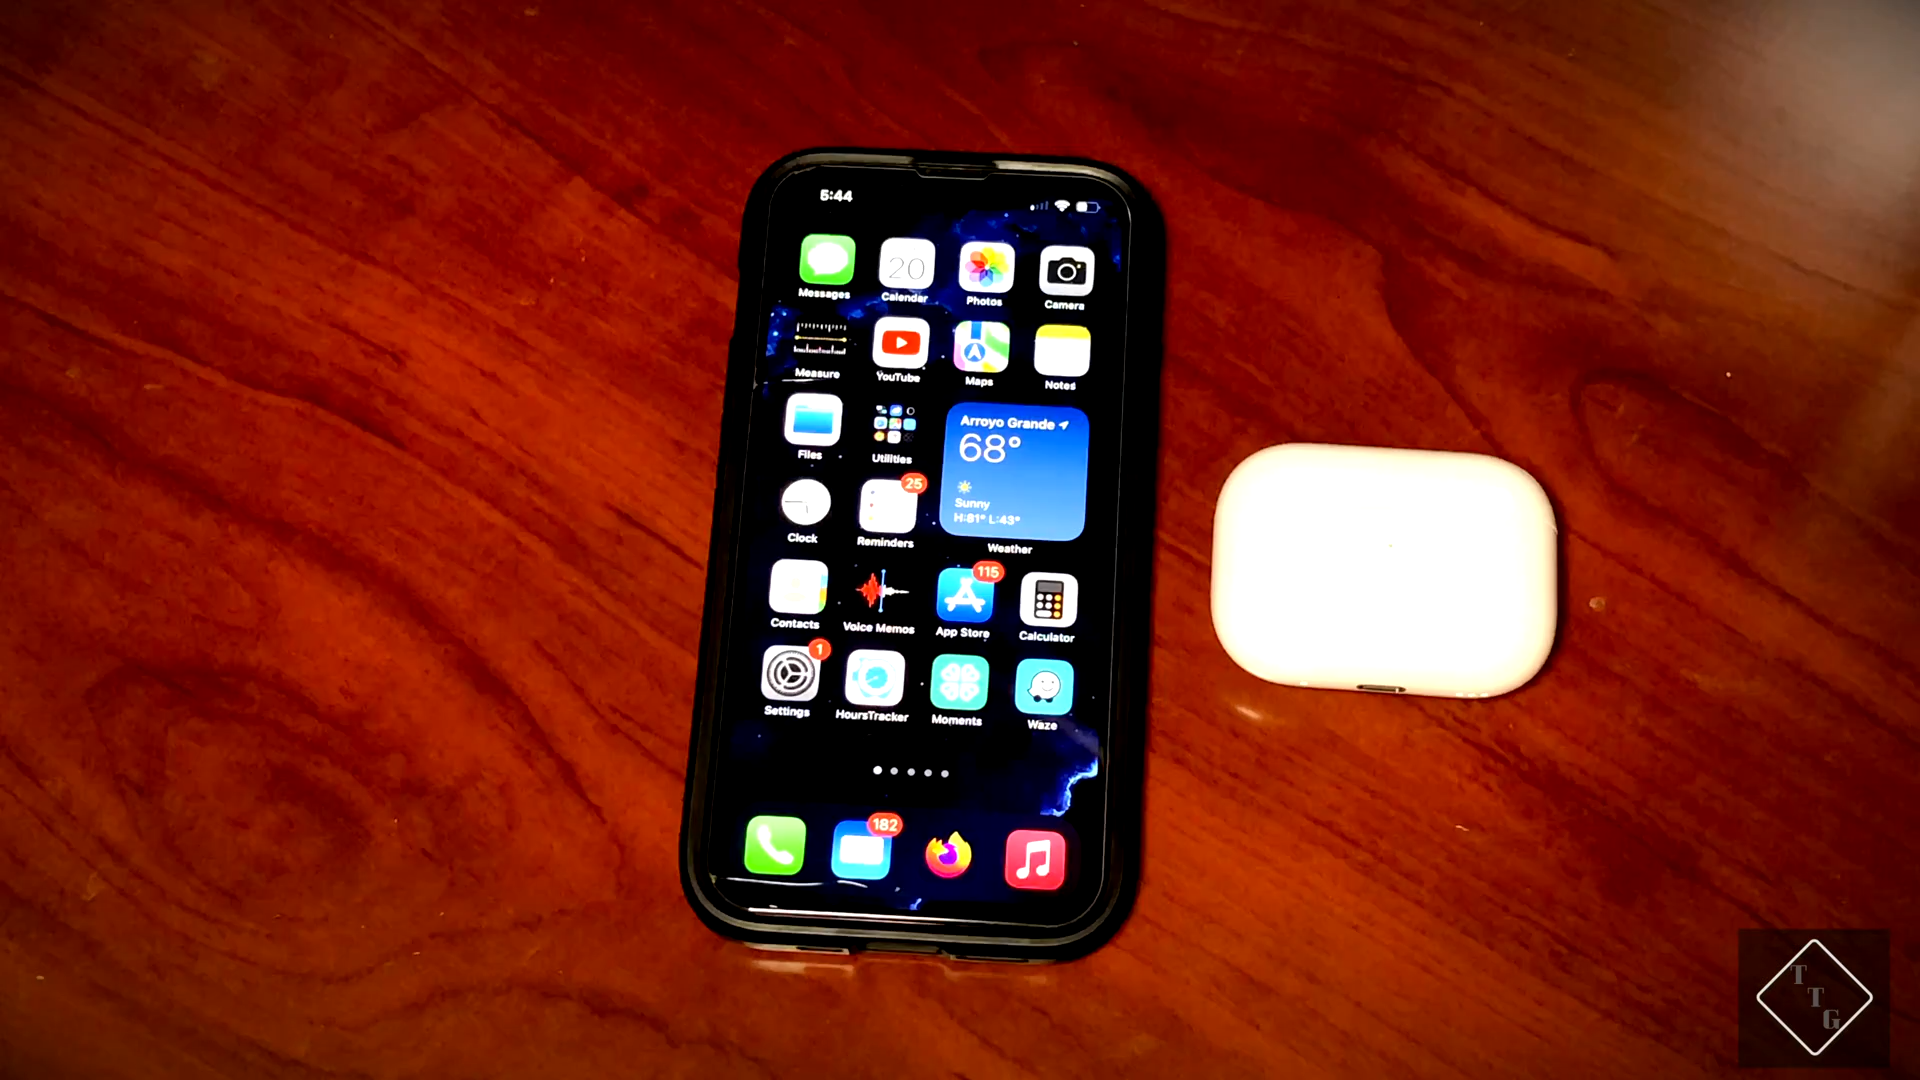 5:44
20
Messages
Calendar
Photos
Camera
Measure
YouTube
Maps
Notes
Files
Utilities
Arroyo Grande
68°
Sunny
H:81° L:43°
Weather
Clock
25
Reminders
Contacts
Voice Memos
115
App Store
Calculator
1
Settings
HoursTracker
Moments
Waze
182
T
T
G